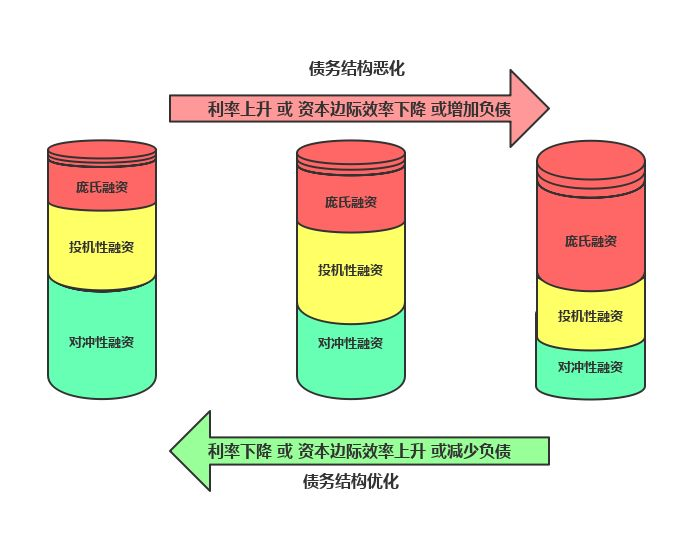 债务结构恶化
利率上升 或 资本边际效率下降 或增加负债
庞氏融资
投机性融资
对冲性融资
庞氏融资
投机性融资
对冲性融资
庞氏融资
投机性融资
对冲性融资
利率下降 或 资本边际效率上升 或减少负债
债务结构优化